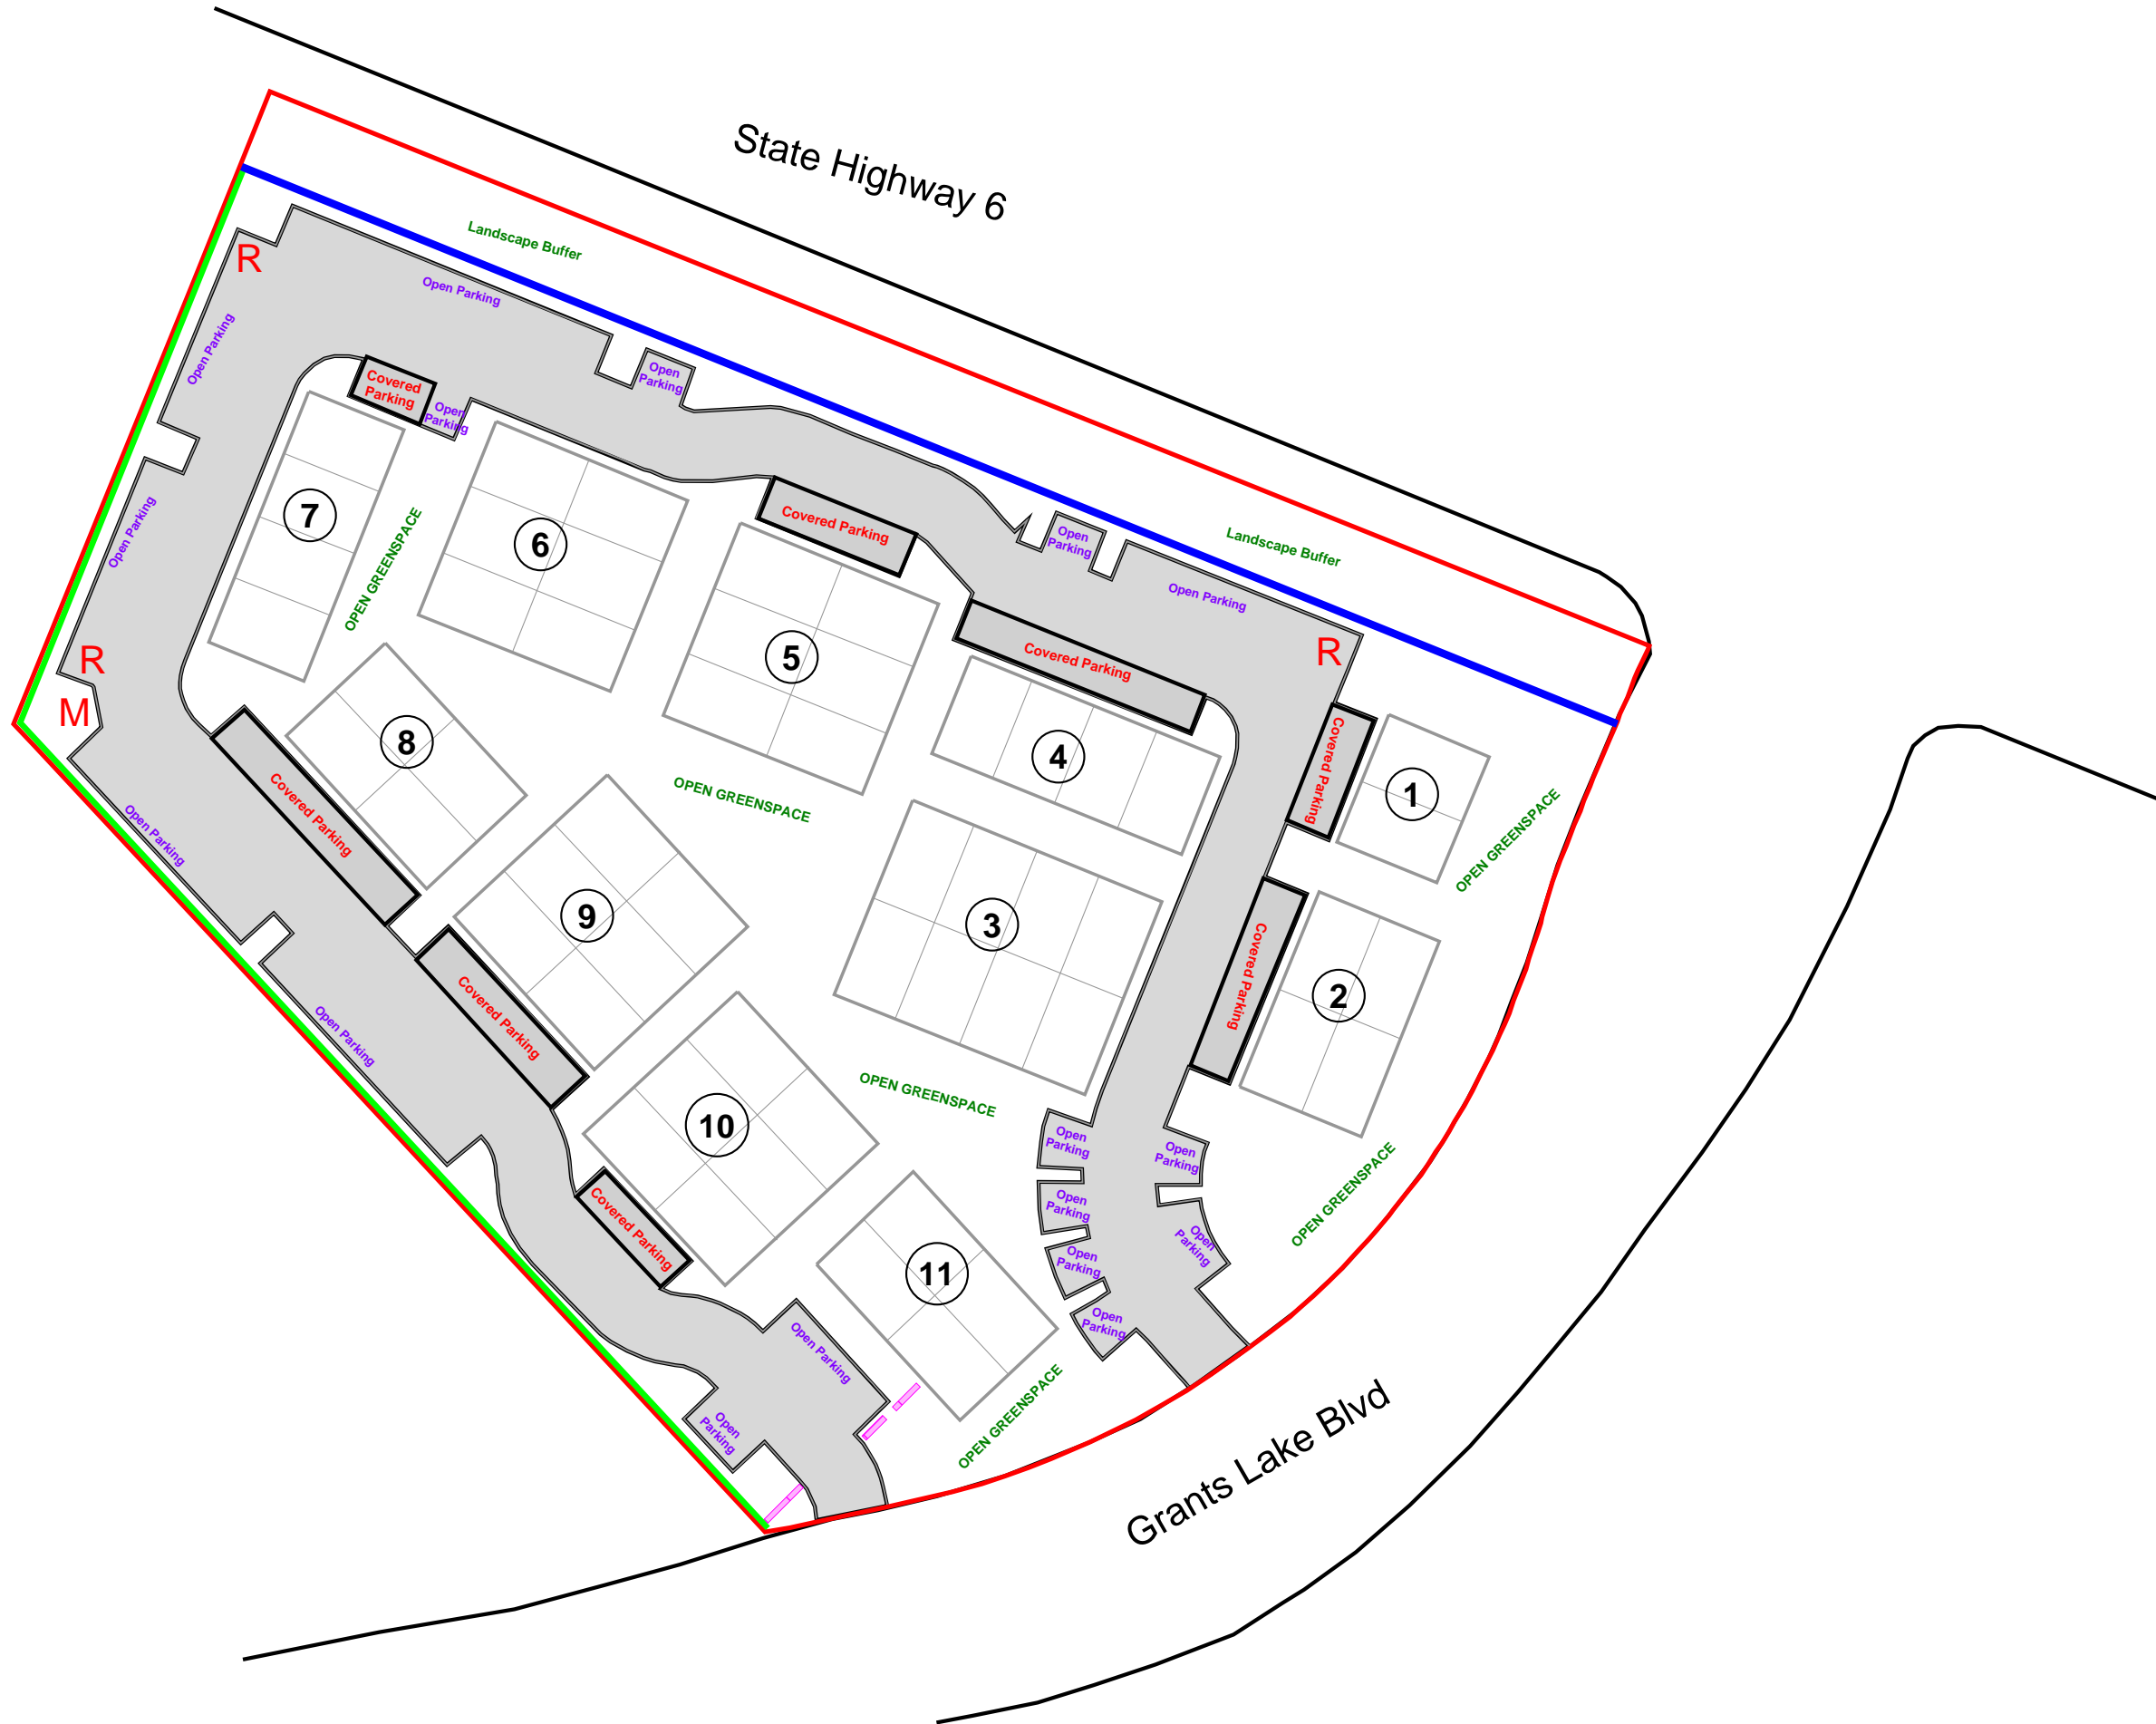 State Highway 6
Landscape Buffer
R
Open Parking
Open Parking
Open
Parking
Covered
Parking
Open
Parking
7
6
OPEN GREENSPACE
Open Parking
Covered Parking
Open
Parking
Landscape Buffer
Open Parking
5
Covered Parking
R
R
M
8
4
Covered Parking
1
OPEN GREENSPACE
OPEN GREENSPACE
Covered Parking
Open Parking
9
3
Covered Parking
2
Covered Parking
Open Parking
10
OPEN GREENSPACE
Open
Parking
Open
Parking
Open
Parking
Open
Parking
OPEN GREENSPACE
Covered Parking
11
Open
Parking
Open
Parking
Open Parking
OPEN GREENSPACE
Open
Parking
Grants Lake Blvd